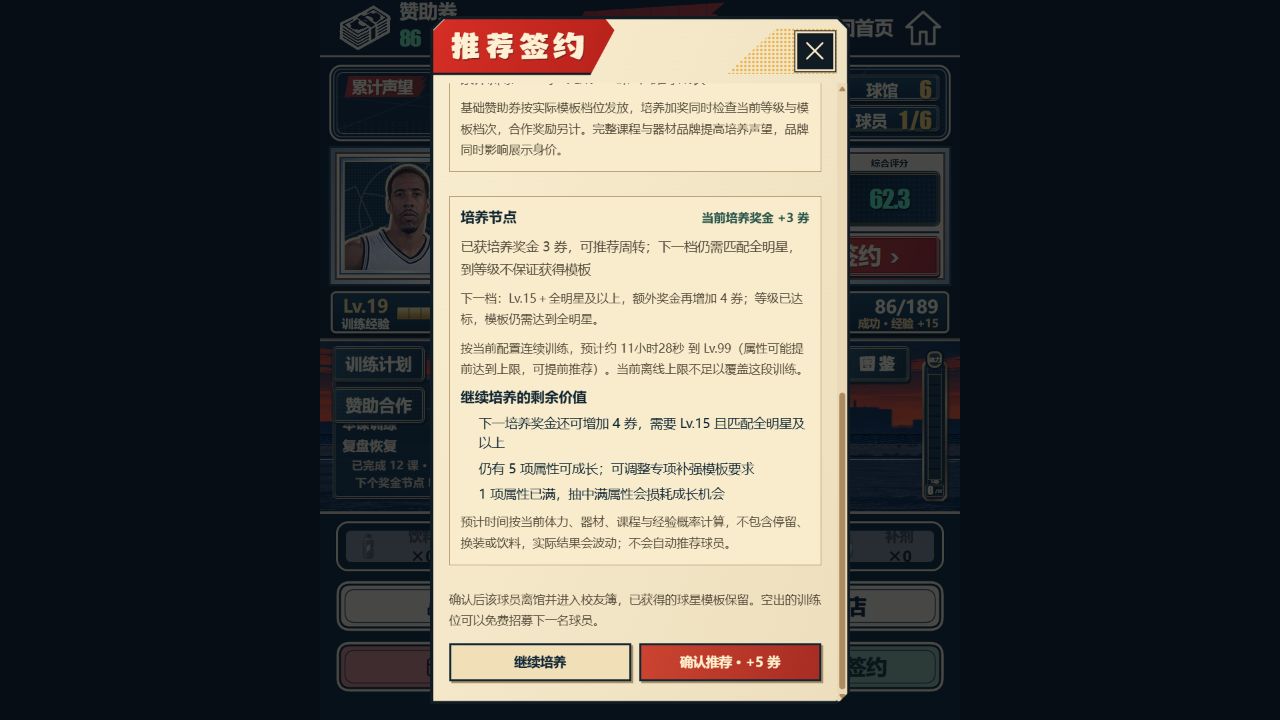 赞助券
86
推荐签约
回首页
累计声望
球馆 6
球员 1/6
基础赞助券按实际模板档位发放，培养加奖同时检查当前等级与模
板档次，合作奖励另计。完整课程与器材品牌提高培养声望，品牌
同时影响展示身价。
综合评分
62.3
培养节点
当前培养奖金 +3 券
已获培养奖金 3 券，可推荐周转；下一档仍需匹配全明星，
到等级不保证获得模板
签约 ›
下一档：Lv.15 + 全明星及以上，额外奖金再增加 4 券；等级已达
标，模板仍需达到全明星。
Lv.19
训练经验
86/189
成功·经验 +15
按当前配置连续训练，预计约 11小时28秒 到 Lv.99（属性可能提
前达到上限，可提前推荐）。当前离线上限不足以覆盖这段训练。
训练计划
图鉴
继续培养的剩余价值
赞助合作
下一培养奖金还可增加 4 券，需要 Lv.15 且匹配全明星及
以上
复盘恢复
已完成 12 课·
仍有 5 项属性可成长；可调整专项补强模板要求
下个奖金节点
1 项属性已满，抽中满属性会损耗成长机会
预计时间按当前体力、器材、课程与经验概率计算，不包含停留、
换装或饮料，实际结果会波动；不会自动推荐球员。
饮料
×0
补剂
×0
确认后该球员离馆并进入校友簿，已获得的球星模板保留。空出的训练
位可以免费招募下一名球员。
店
继续培养
确认推荐 · +5 券
签约